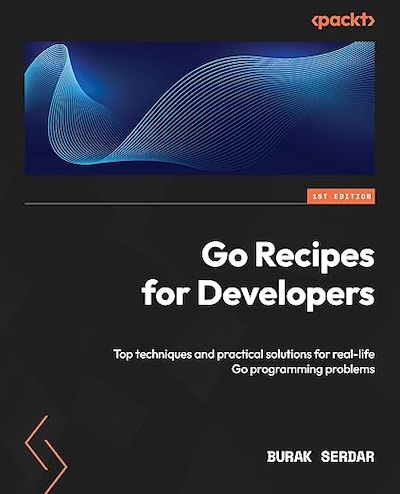 <packt>
1ST EDITION
Go Recipes
for Developers
Top techniques and practical solutions for real-life
Go programming problems
BURAK SERDAR